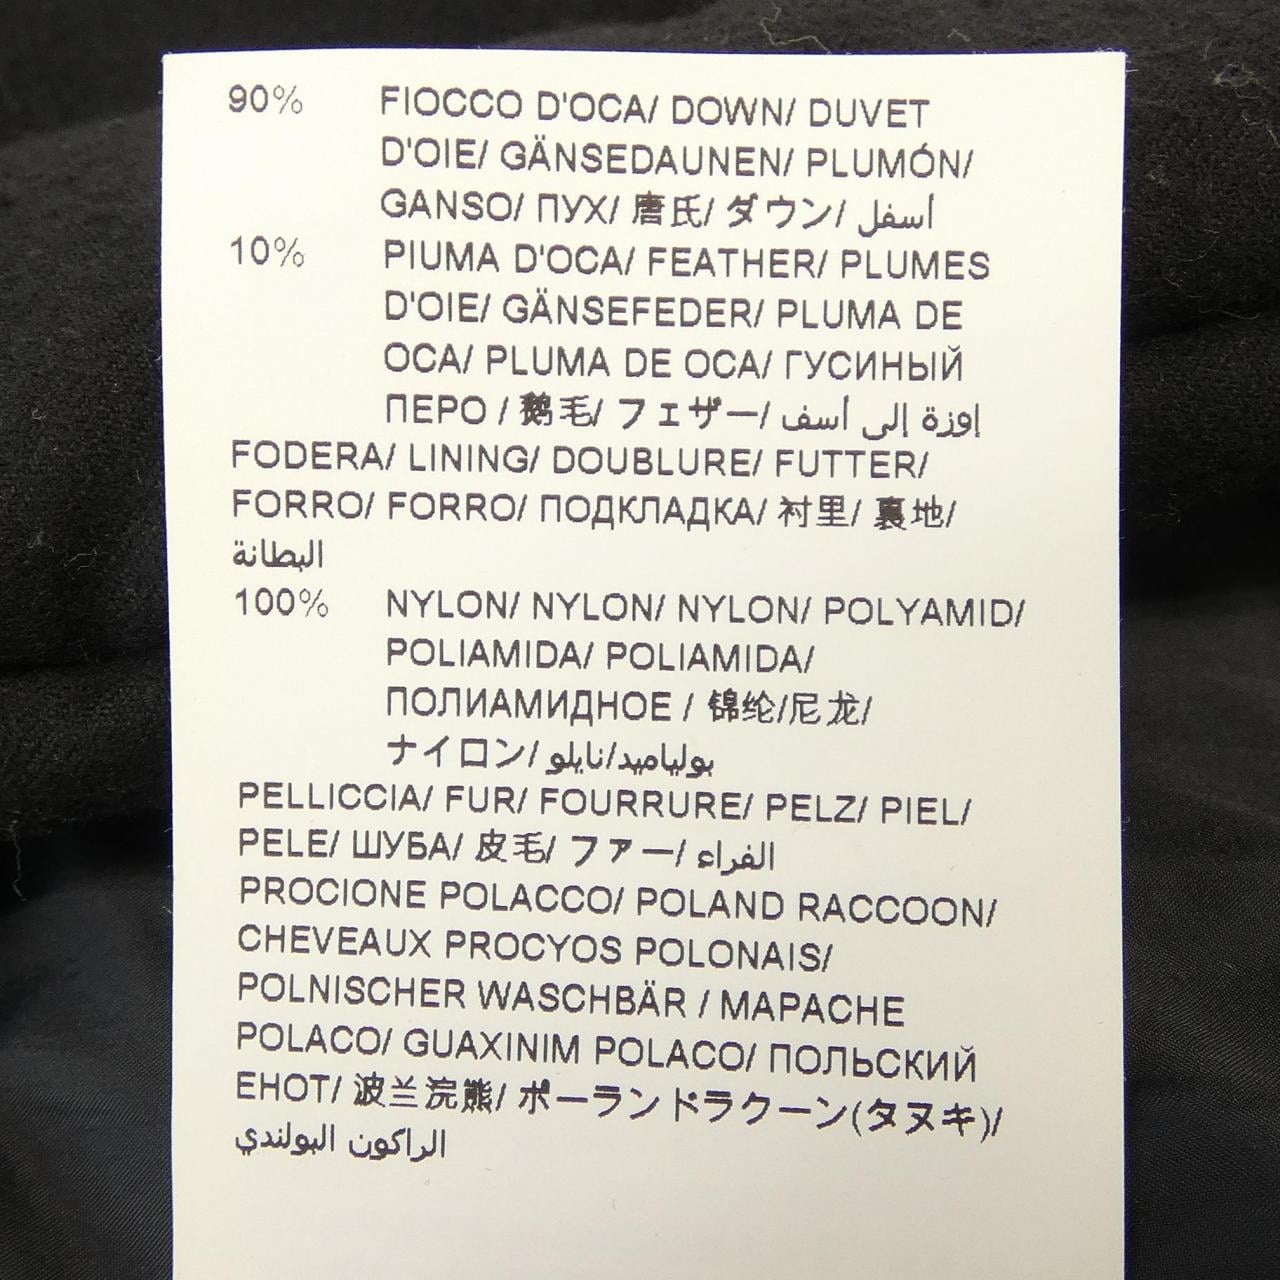 90% FIOCCO D'OCA/ DOWN/ DUVET
D'OIE/ GÄNSEDAUNEN/ PLUMÓN/
GANSO/ ПУХ/ 唐氏/ ダウン/ أسفل
10% PIUMA D'OCA/ FEATHER/ PLUMES
D'OIE/ GÄNSEFEDER/ PLUMA DE
OCA/ PLUMA DE OCA/ ГУСИНЫЙ
ПЕРО / 鹅毛/ フェザー/ إوزة إلى أسف
FODERA/ LINING/ DOUBLURE/ FUTTER/
FORRO/ FORRO/ ПОДКЛАДКА/ 衬里/ 裏地/
البطانة
100% NYLON/ NYLON/ NYLON/ POLYAMID/
POLIAMIDA/ POLIAMIDA/
ПОЛИАМИДНОЕ / 锦纶/尼龙/
ナイロン/ بولياميد/نايلو
PELLICCIA/ FUR/ FOURRURE/ PELZ/ PIEL/
PELE/ ШУБА/ 皮毛/ ファー/ الفراء
PROCIONE POLACCO/ POLAND RACCOON/
CHEVEAUX PROCYOS POLONAIS/
POLNISCHER WASCHBÄR / MAPACHE
POLACO/ GUAXINIM POLACO/ ПОЛЬСКИЙ
ЕНОТ/ 波兰浣熊/ ポーランドラクーン(タヌキ)/
الراكون البولندي